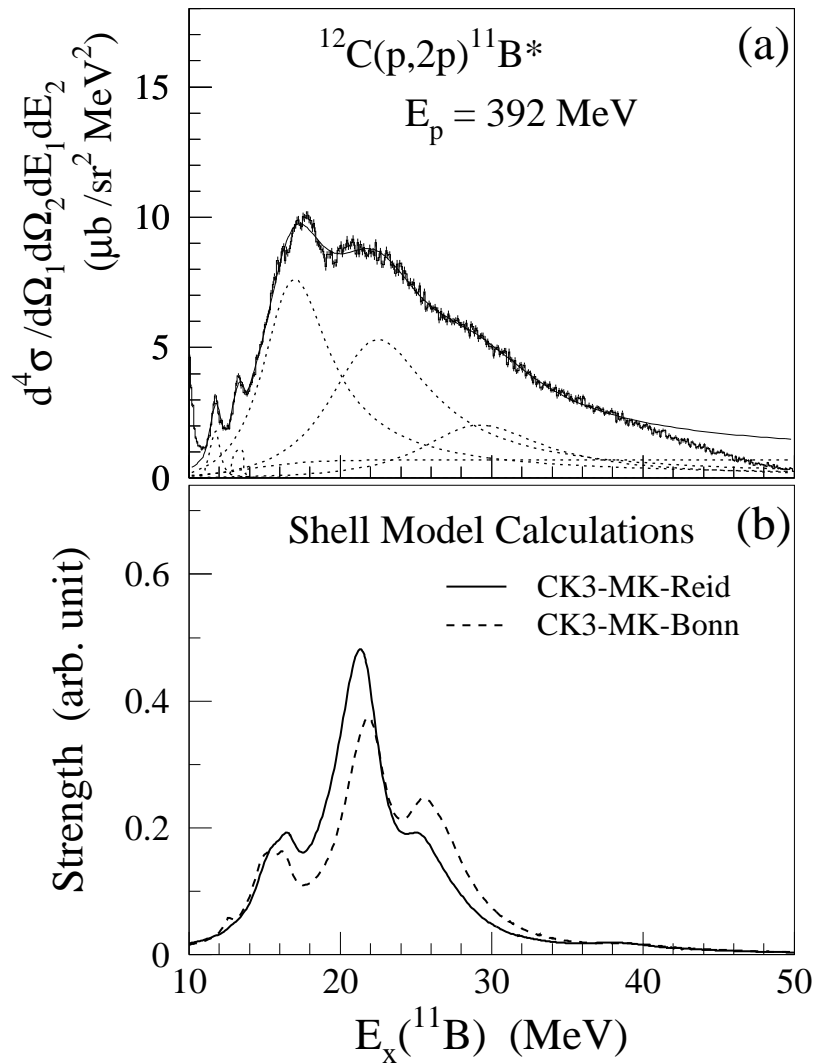 (a)
¹²C(p,2p)¹¹B*
E_p = 392 MeV
d⁴σ/dΩ₁dΩ₂dE₁dE₂
(μb/sr² MeV²)
15
10
5
0
(b)
Shell Model Calculations
CK3-MK-Reid
CK3-MK-Bonn
Strength (arb. unit)
0.6
0.4
0.2
0
10 20 30 40 50
E_x(¹¹B) (MeV)